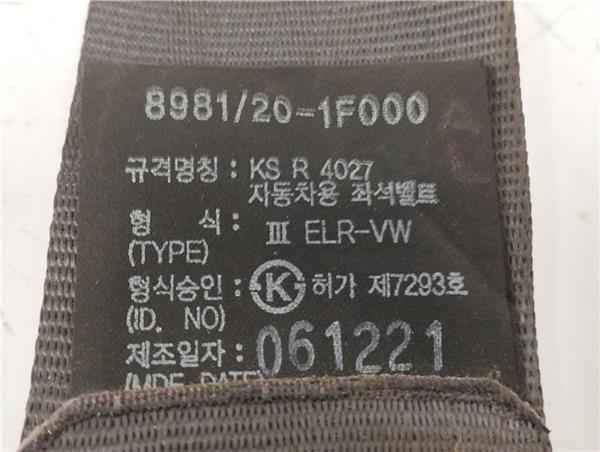 8981/20-1F000
규격명칭 : KS R 4027
자동차용 좌석벨트
형 식 : III ELR-VW
(TYPE)
형식승인 : K 허가 제7293호
(ID. NO)
제조일자 : 061221
(MDF DATE)